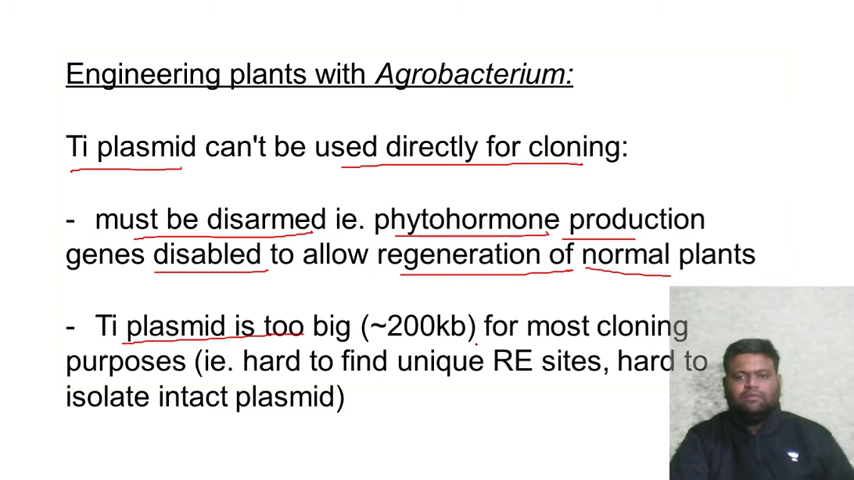 Engineering plants with Agrobacterium:
Ti plasmid can't be used directly for cloning:
- must be disarmed ie. phytohormone production
genes disabled to allow regeneration of normal plants
- Ti plasmid is too big (~200kb) for most cloning
purposes (ie. hard to find unique RE sites, hard to
isolate intact plasmid)